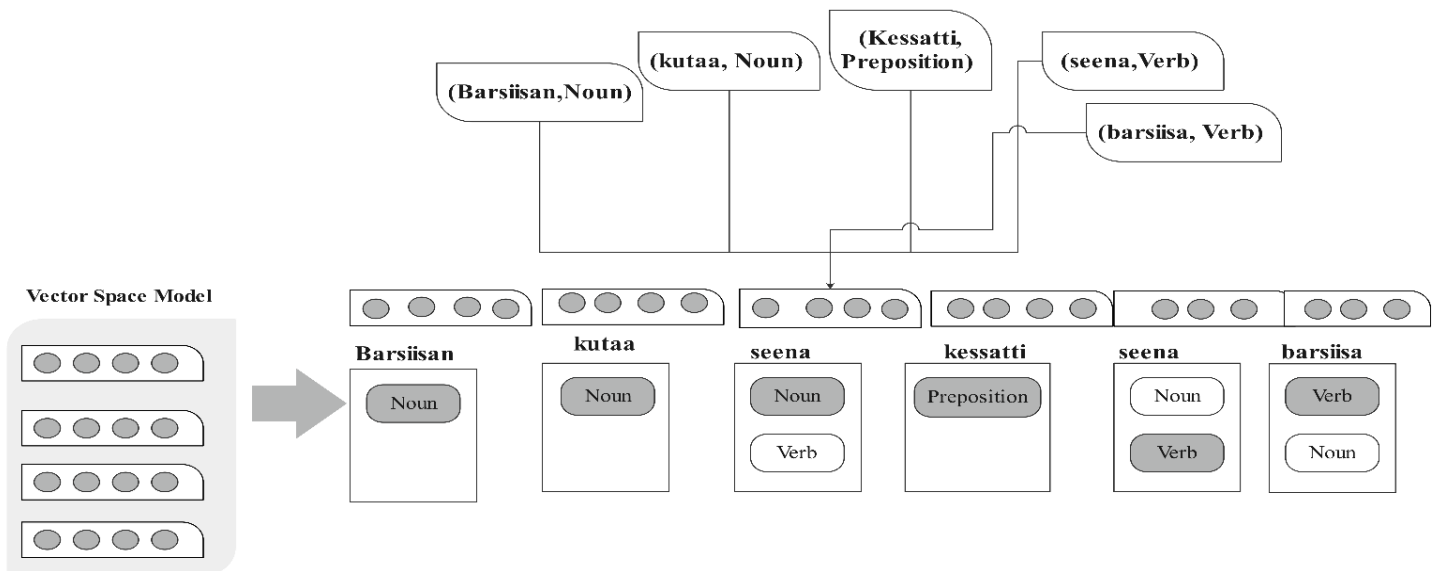 (Barsiisan,Noun)
(kutaa, Noun)
(Kessatti,
Preposition)
(seena,Verb)
(barsiisa, Verb)
Vector Space Model
Barsiisan
kutaa
seena
kessatti
seena
barsiisa
Noun
Noun
Noun
Preposition
Noun
Verb
Verb
Verb
Noun